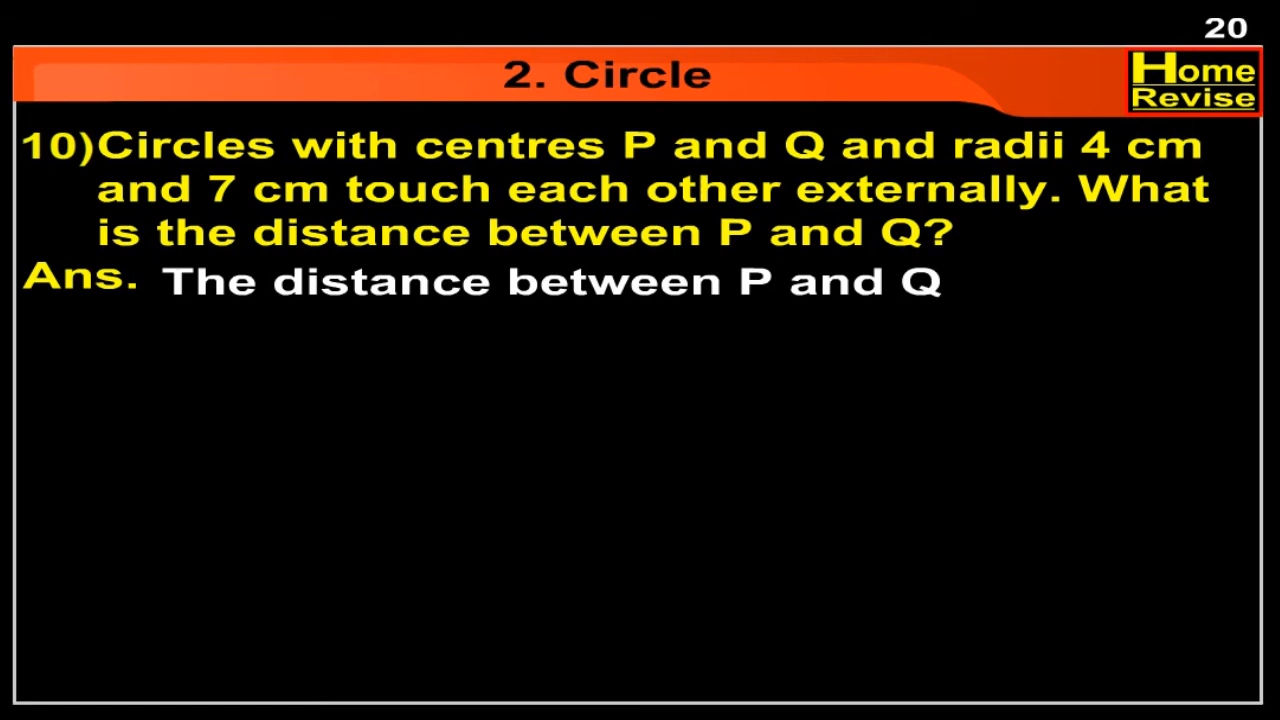 20
2. Circle
Home
Revise
10)Circles with centres P and Q and radii 4 cm
and 7 cm touch each other externally. What
is the distance between P and Q?
Ans. The distance between P and Q